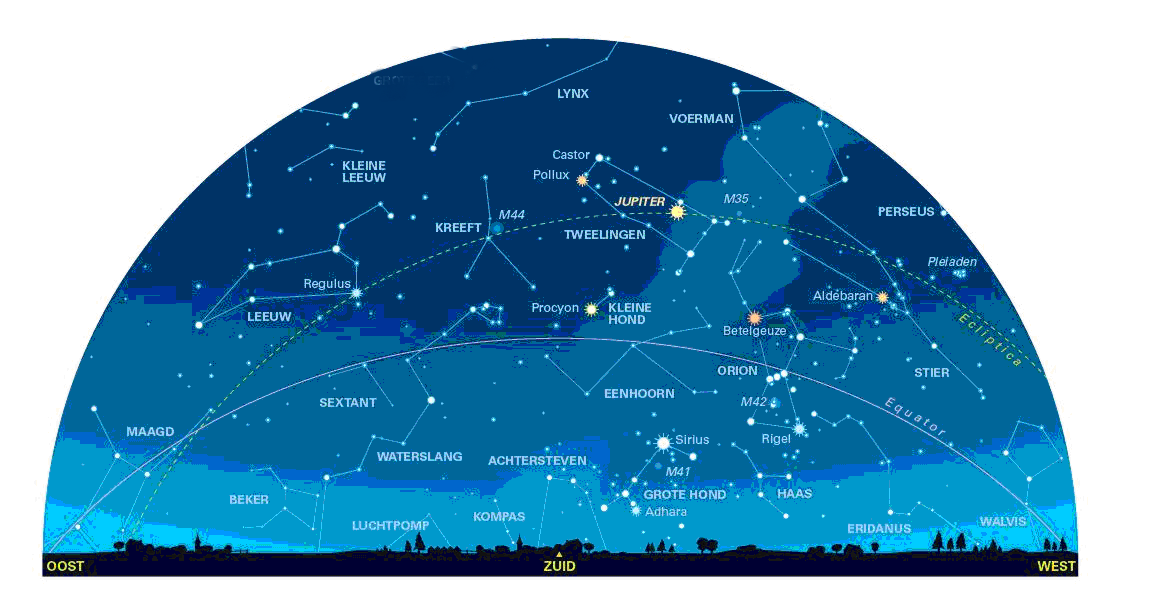 LYNX
VOERMAN
Castor
Pollux
KLEINE
LEEUW
JUPITER
M35
PERSEUS
M44
KREEFT
TWEELINGEN
Pleiaden
Regulus
Aldebaran
Procyon
KLEINE
HOND
LEEUW
Betelgeuze
Ecliptica
ORION
STIER
EENHOORN
SEXTANT
M42
Equator
MAAGD
Rigel
Sirius
WATERSLANG
ACHTERSTEVEN
M41
GROTE HOND
HAAS
BEKER
Adhara
KOMPAS
LUCHTPOMP
ERIDANUS
WALVIS
OOST
ZUID
WEST